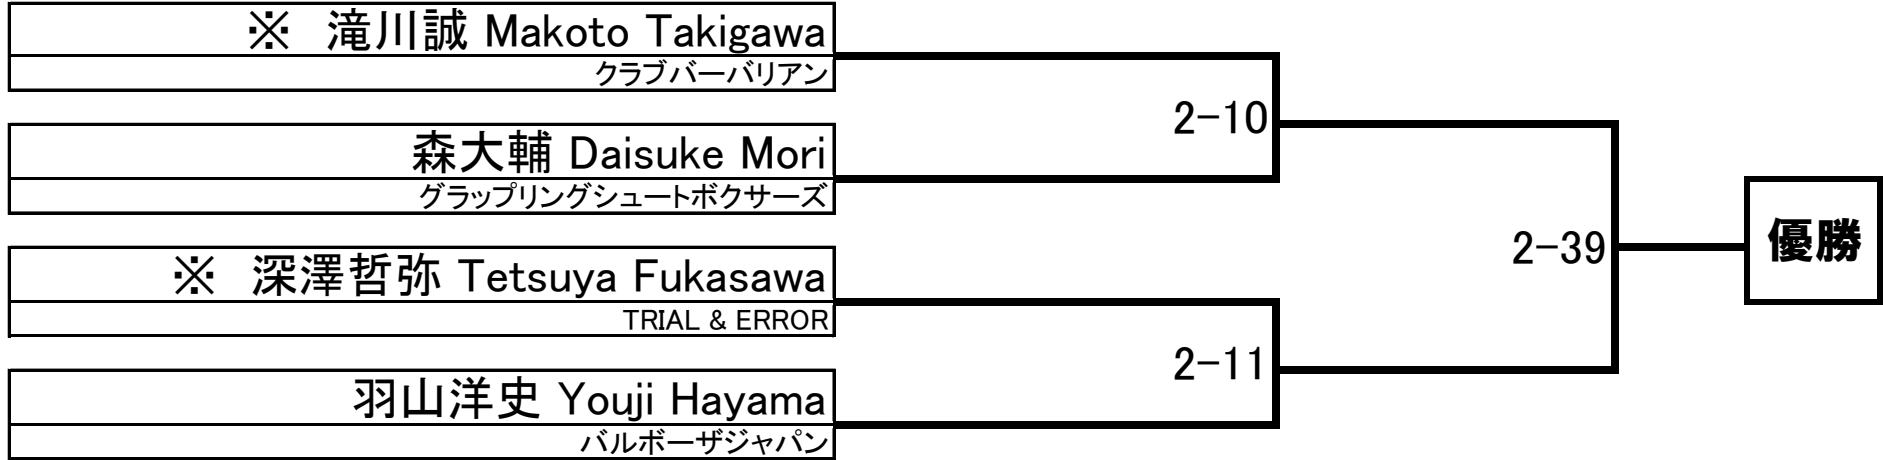 ※　滝川誠 Makoto Takigawa
クラブバーバリアン
2-10
森大輔 Daisuke Mori
グラップリングシュートボクサーズ
優勝
2-39
※　深澤哲弥 Tetsuya Fukasawa
TRIAL & ERROR
2-11
羽山洋史 Youji Hayama
バルボーザジャパン